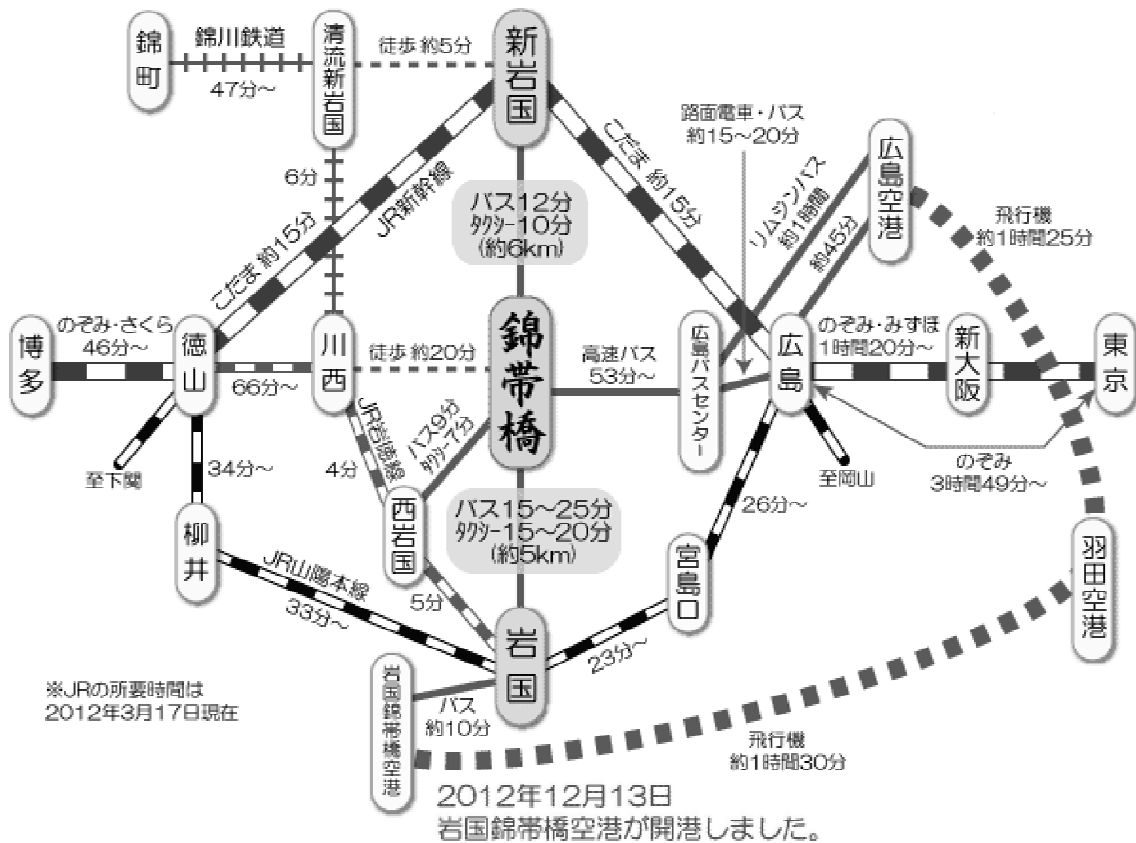 錦町
錦川鉄道
47分～
清流新岩国
徒歩 約5分
新岩国
路面電車・バス
約15～20分
広島空港
6分
こだま 約15分
JR新幹線
バス12分
ﾀｸｼｰ10分
(約6km)
こだま 約15分
リムジンバス
約1時間
約45分
飛行機
約1時間25分
博多
のぞみ・さくら
46分～
徳山
66分～
川西
徒歩 約20分
錦帯橋
高速バス
53分～
広島バスセンター
広島
のぞみ・みずほ
1時間20分～
新大阪
東京
至下関
34分～
4分
JR岩徳線
バス9分
ﾀｸｼｰ7分
至岡山
のぞみ
3時間49分～
柳井
西岩国
バス15～25分
ﾀｸｼｰ15～20分
(約5km)
26分～
宮島口
羽田空港
JR山陽本線
33分～
5分
岩国
23分～
※JRの所要時間は
2012年3月17日現在
岩国錦帯橋空港
バス
約10分
飛行機
約1時間30分
2012年12月13日
岩国錦帯橋空港が開港しました。